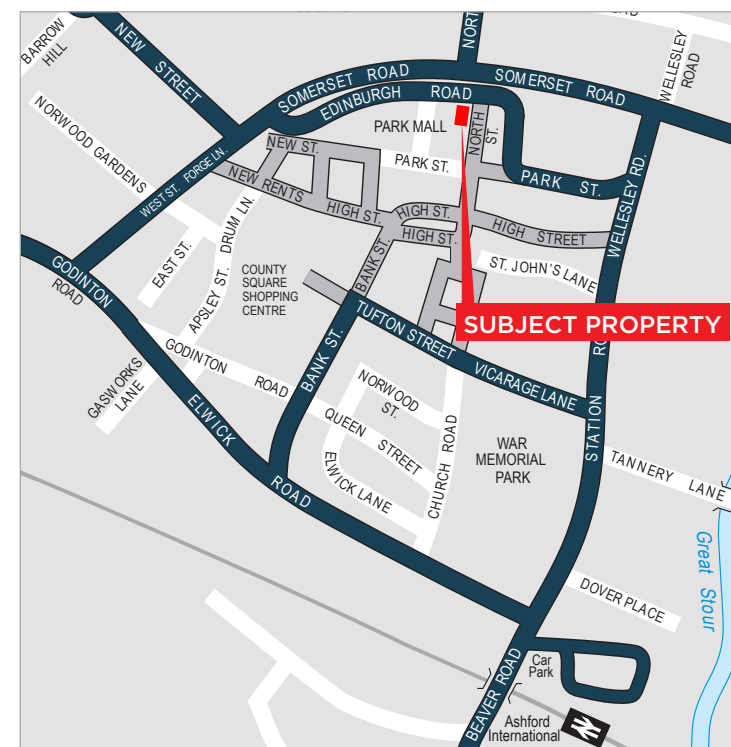 BARROW
HILL
NEW STREET
NORT
WELLESLEY
ROAD
SOMERSET ROAD
SOMERSET ROAD
EDINBURGH ROAD
PARK MALL
NORTH
ST.
NORWOOD GARDENS
NEW ST.
PARK ST.
PARK ST.
WEST ST. FORGE LN.
NEW RENTS
HIGH ST.
HIGH ST.
HIGH ST.
HIGH STREET
WELLESLEY RD.
DRUM LN.
BANK ST.
ST. JOHN'S LANE
GODINTON
ROAD
EAST ST.
APSLEY ST.
COUNTY
SQUARE
SHOPPING
CENTRE
SUBJECT PROPERTY
TUFTON STREET
VICARAGE LANE
BANK ST.
GODINTON ROAD
GASWORKS
LANE
ELWICK
ROAD
NORWOOD
ST.
QUEEN STREET
ELWICK LANE
CHURCH ROAD
WAR
MEMORIAL
PARK
STATION RO
TANNERY LANE
Great Stour
DOVER PLACE
Car
Park
BEAVER ROAD
Ashford
International